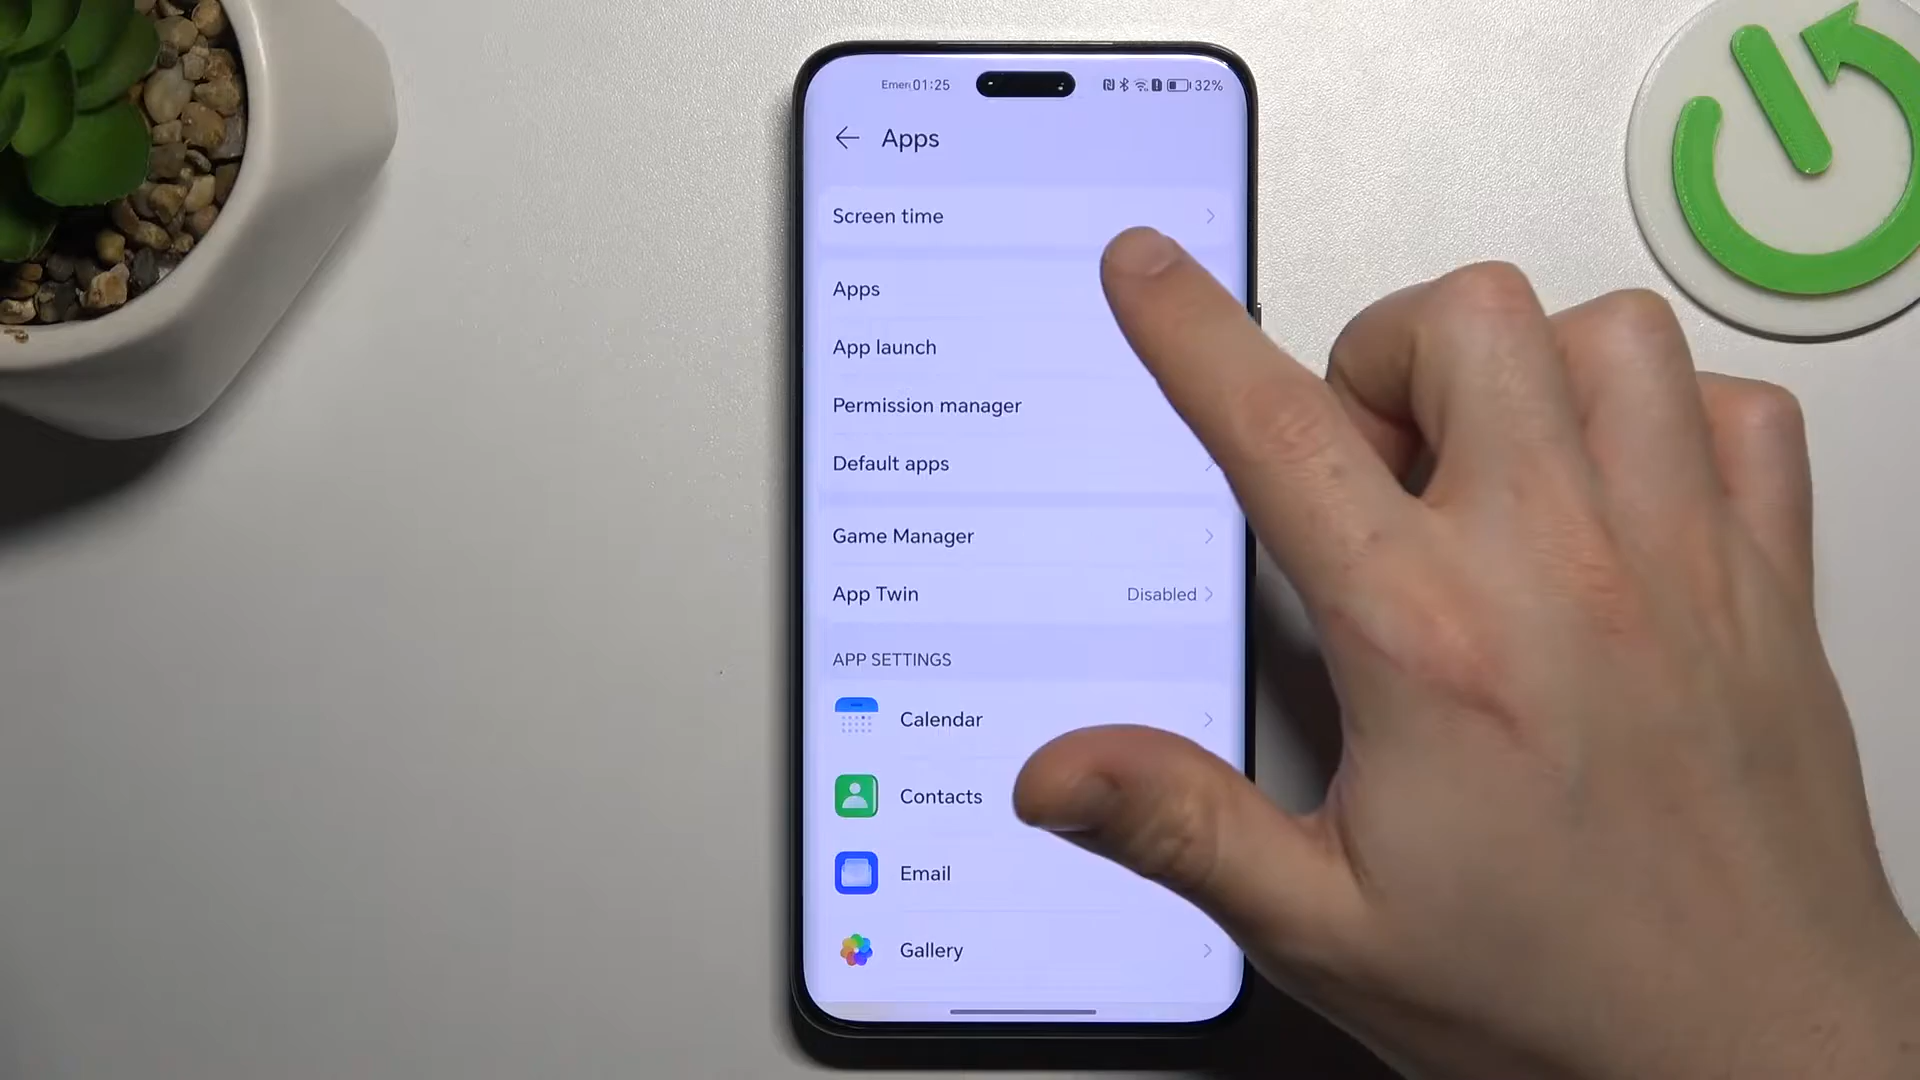 Emer 01:25 32%
Apps
Screen time
Apps
App launch
Permission manager
Default apps
Game Manager
App Twin Disabled
APP SETTINGS
Calendar
Contacts
Email
Gallery